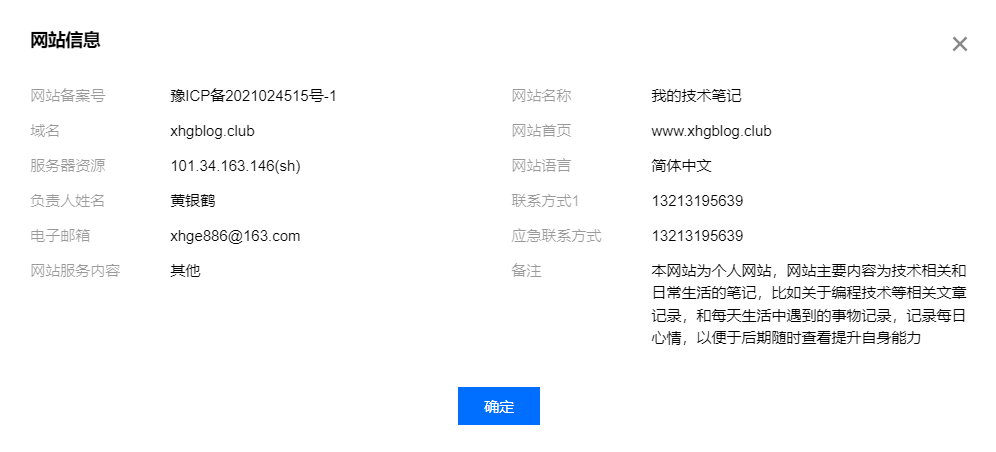 网站信息
网站备案号 豫ICP备2021024515号-1 网站名称 我的技术笔记
域名 xhgblog.club 网站首页 www.xhgblog.club
服务器资源 101.34.163.146(sh) 网站语言 简体中文
负责人姓名 黄银鹤 联系方式1 13213195639
电子邮箱 xhge886@163.com 应急联系方式 13213195639
网站服务内容 其他 备注 本网站为个人网站，网站主要内容为技术相关和
日常生活的笔记，比如关于编程技术等相关文章
记录，和每天生活中遇到的事物记录，记录每日
心情，以便于后期随时查看提升自身能力
确定